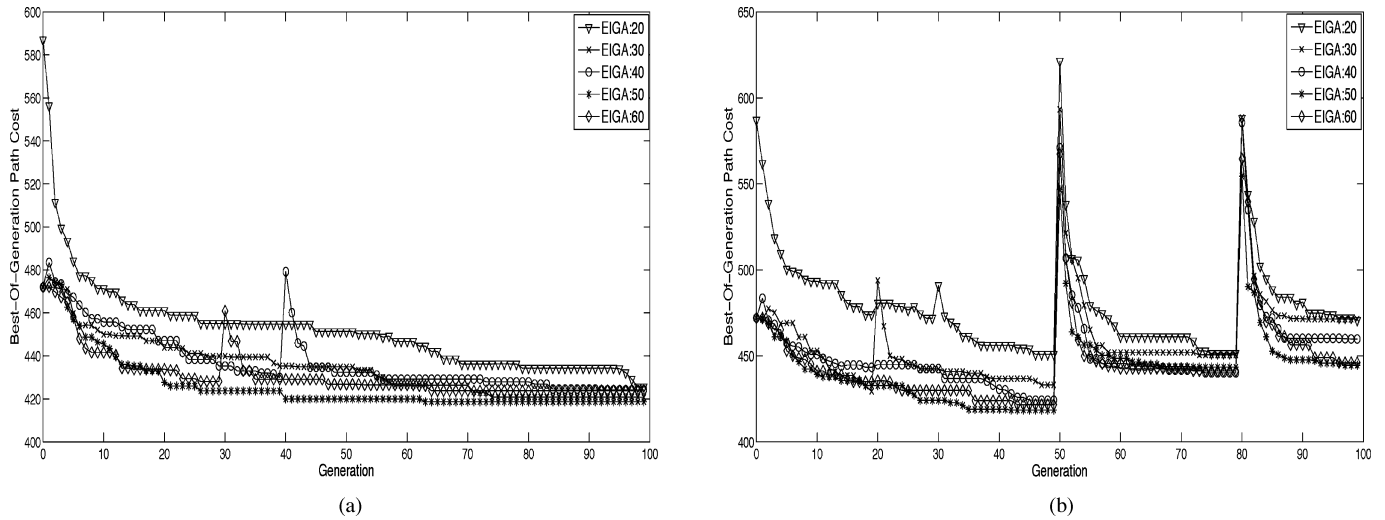 600
580
560
540
520
500
480
460
440
420
400
Best-Of-Generation Path Cost
0 10 20 30 40 50 60 70 80 90 100
Generation
EIGA:20
EIGA:30
EIGA:40
EIGA:50
EIGA:60
(a)
650
600
550
500
450
400
Best-Of-Generation Path Cost
0 10 20 30 40 50 60 70 80 90 100
Generation
EIGA:20
EIGA:30
EIGA:40
EIGA:50
EIGA:60
(b)